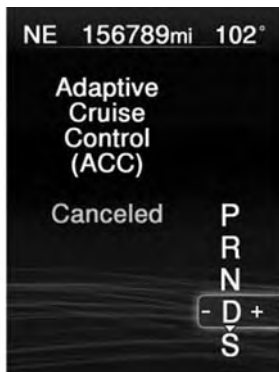 NE 156789mi 102°
Adaptive
Cruise
Control
(ACC)
Canceled
P
R
N
- D +
S